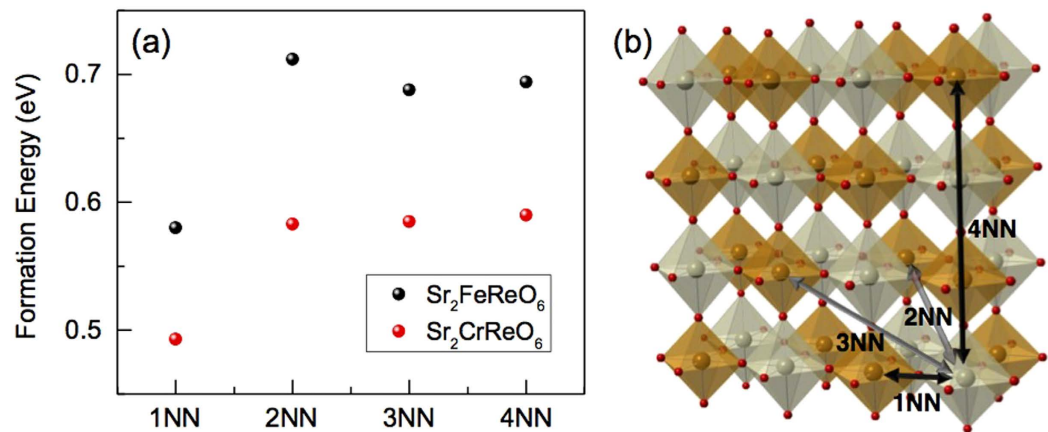 (a)
Formation Energy (eV)
0.7
0.6
0.5
Sr₂FeReO₆
Sr₂CrReO₆
1NN 2NN 3NN 4NN
(b)
4NN
2NN
3NN
1NN